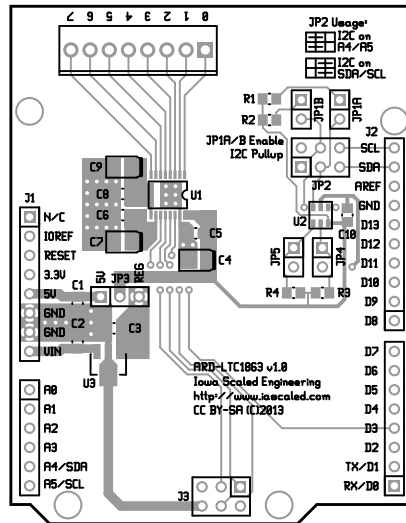 7 6 5 4 3 2 1 0
JP2 Usage:
I2C on
A4/A5
I2C on
SDA/SCL
R1
R2
JP1B
JP1A
JP1A/B Enable
I2C Pullup
J2
SCL
SDA
AREF
GND
D13
D12
D11
D10
D9
D8
JP2
U2
C10
C9
C8
C6
C7
U1
C5
C4
J1
N/C
IOREF
RESET
3.3V
5V
GND
GND
VIN
C1
C2
C3
5V
JP3
REG
U3
JP5
JP4
R4
R3
ARD-LTC1863 v1.0
Iowa Scaled Engineering
http://www.iascaled.com
CC BY-SA (C)2013
A0
A1
A2
A3
A4/SDA
A5/SCL
J3
D7
D6
D5
D4
D3
D2
TX/D1
RX/D0